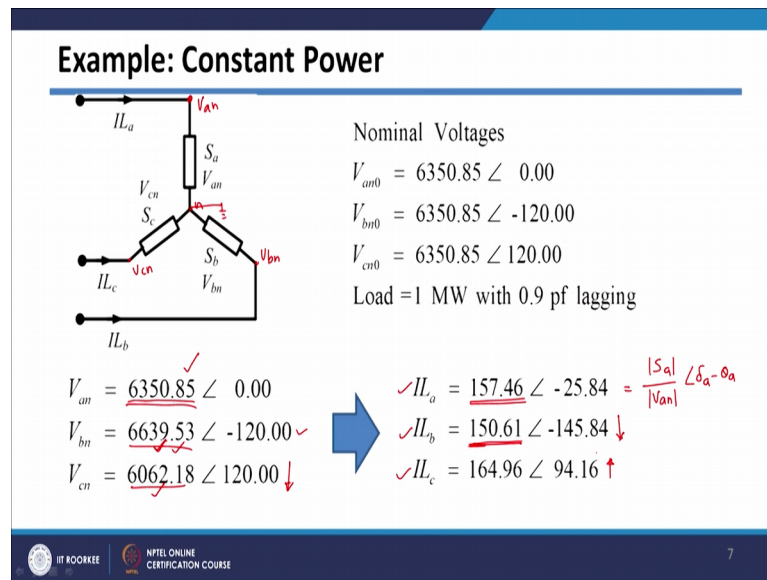 Example: Constant Power
Van
ILa
Sa
Van
Vcn
Sc
n
Vcn
ILc
Sb
Vbn
Vbn
ILb
Nominal Voltages
Van0 = 6350.85 ∠ 0.00
Vbn0 = 6350.85 ∠ -120.00
Vcn0 = 6350.85 ∠ 120.00
Load =1 MW with 0.9 pf lagging
Van = 6350.85 ∠ 0.00
Vbn = 6639.53 ∠ -120.00
Vcn = 6062.18 ∠ 120.00 ↓
ILa = 157.46 ∠ -25.84 = |Sa| / |Van| ∠δa-θa
ILb = 150.61 ∠ -145.84 ↓
ILc = 164.96 ∠ 94.16 ↑
IIT ROORKEE
NPTEL ONLINE
CERTIFICATION COURSE
7